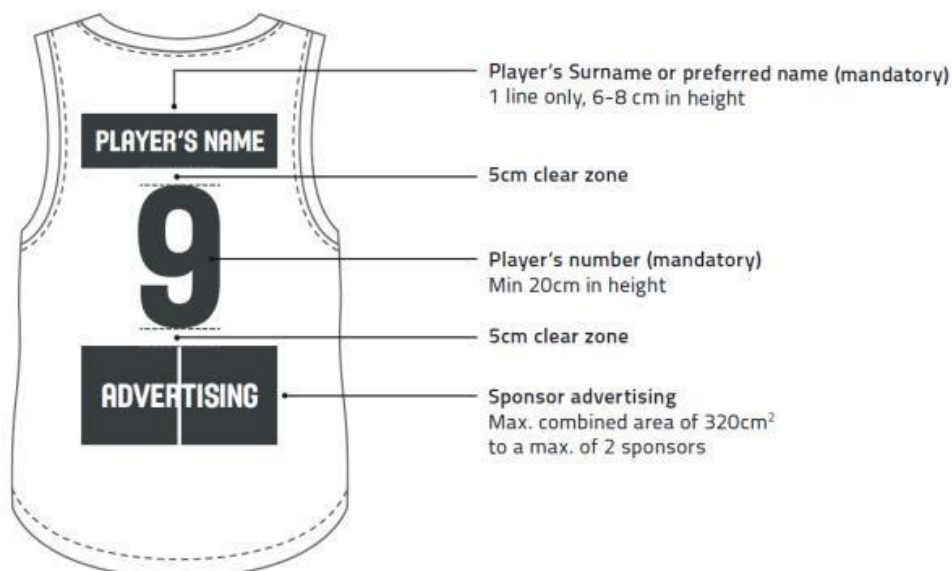 Player's Surname or preferred name (mandatory)
1 line only, 6-8 cm in height
PLAYER'S NAME
5cm clear zone
9
Player's number (mandatory)
Min 20cm in height
5cm clear zone
ADVERTISING
Sponsor advertising
Max. combined area of 320cm²
to a max. of 2 sponsors